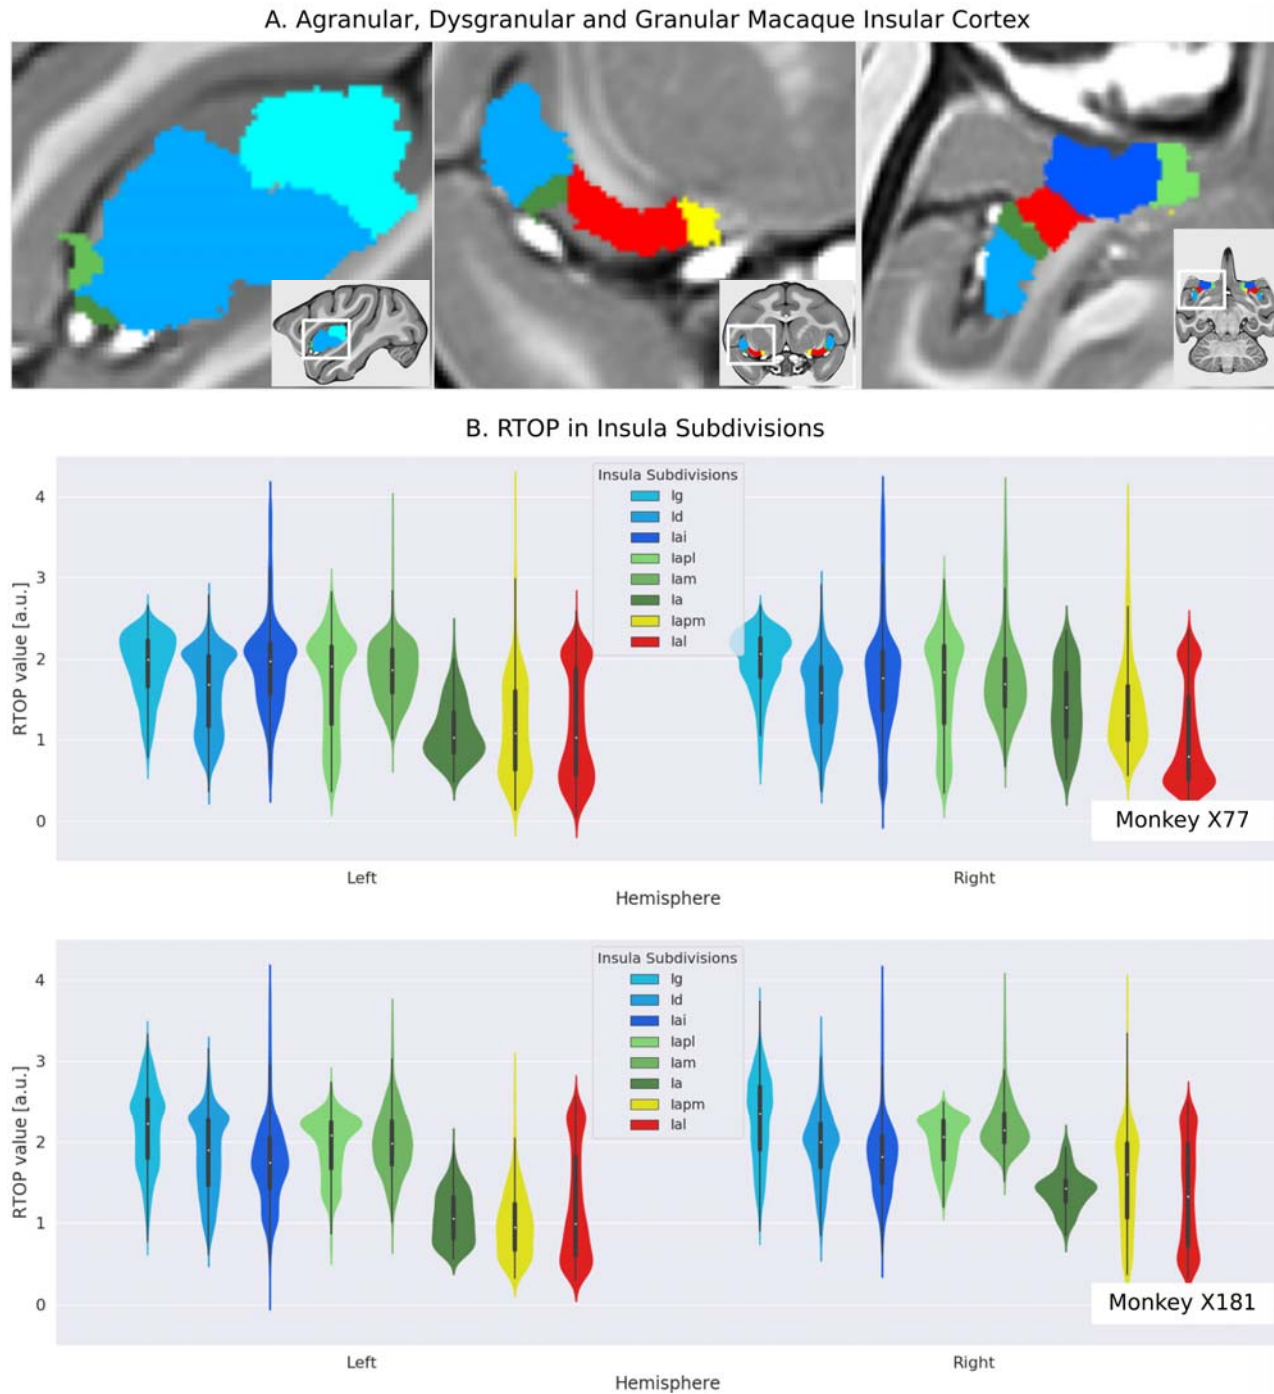 A. Agranular, Dysgranular and Granular Macaque Insular Cortex
B. RTOP in Insula Subdivisions
Insula Subdivisions
Ig
Id
Iai
Iapl
Iam
Ia
Iapm
Ial
RTOP value [a.u.]
4
3
2
1
0
Monkey X77
Left
Right
Hemisphere
Insula Subdivisions
Ig
Id
Iai
Iapl
Iam
Ia
Iapm
Ial
RTOP value [a.u.]
4
3
2
1
0
Monkey X181
Left
Right
Hemisphere